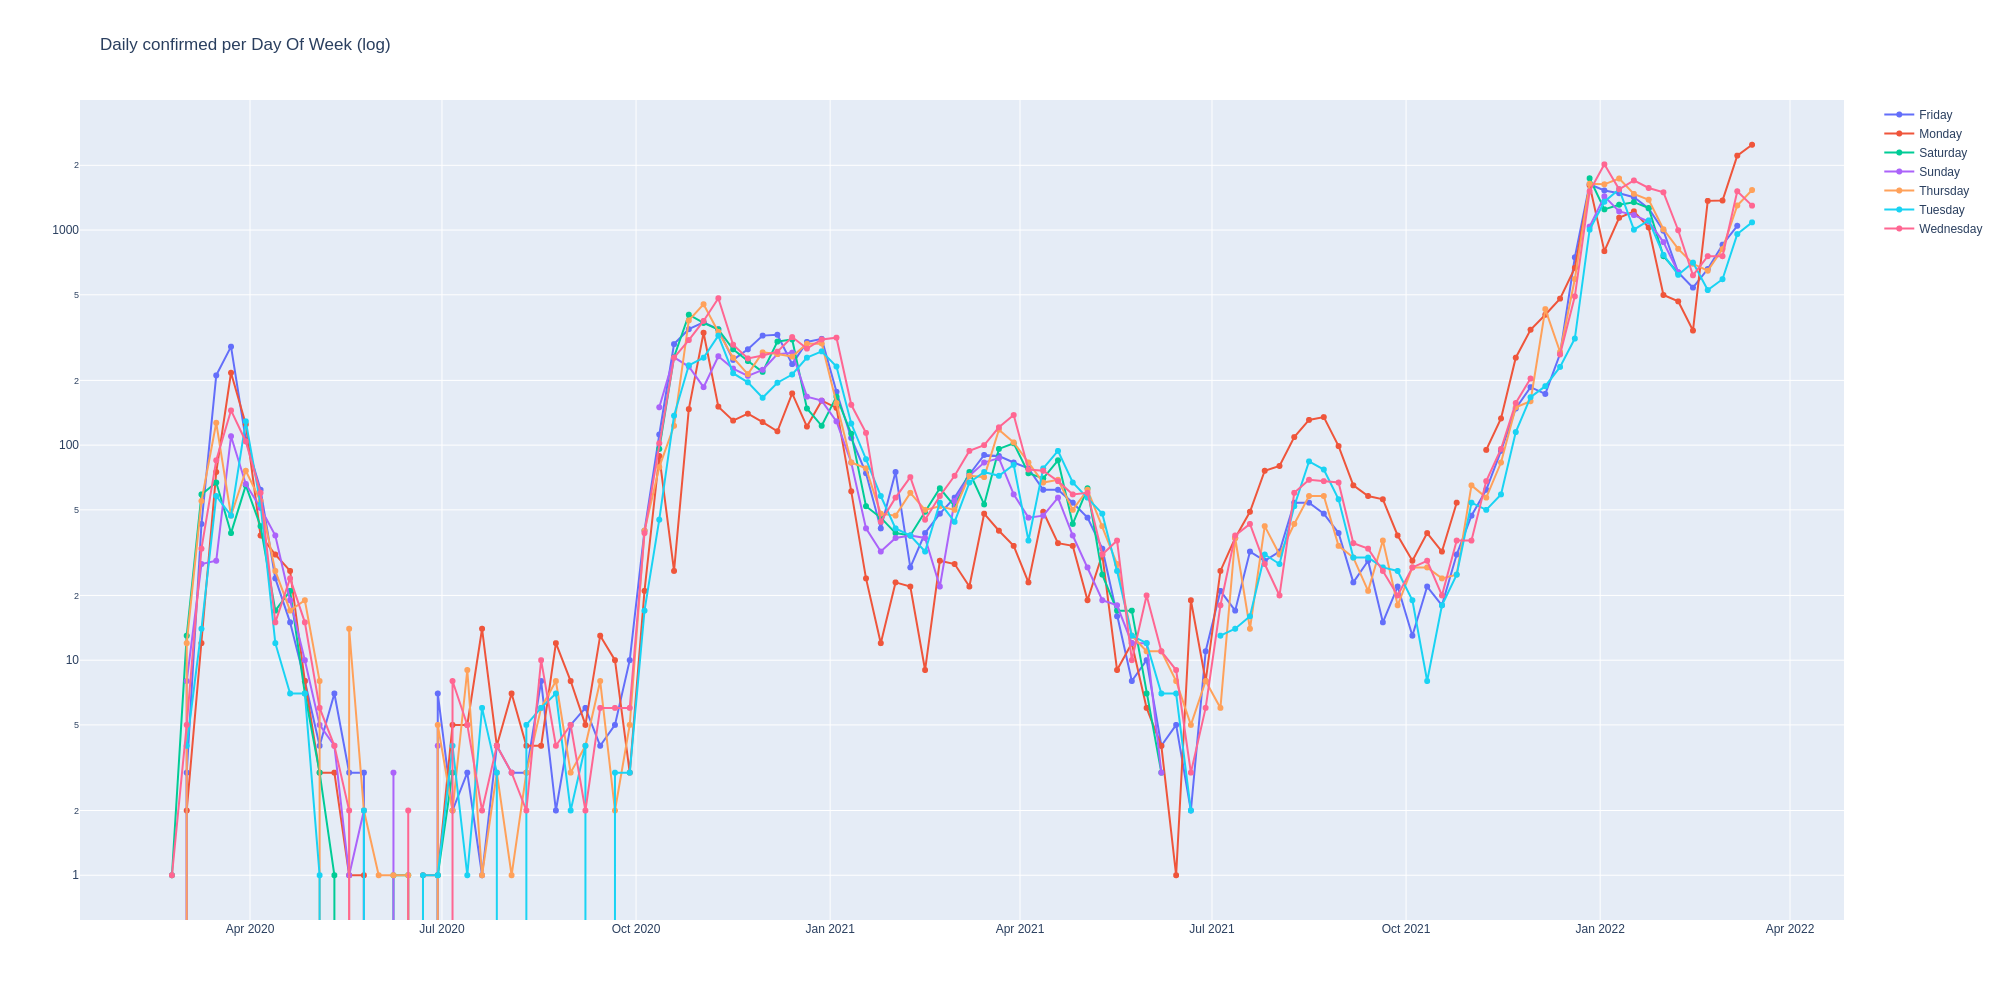 Daily confirmed per Day Of Week (log)
Friday
Monday
Saturday
Sunday
Thursday
Tuesday
Wednesday
2
1000
5
2
100
5
2
10
5
2
1
Apr 2020 Jul 2020 Oct 2020 Jan 2021 Apr 2021 Jul 2021 Oct 2021 Jan 2022 Apr 2022